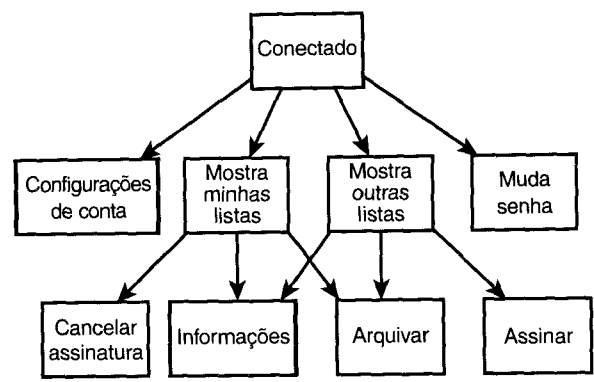 Conectado
Configurações
de conta
Mostra
minhas
listas
Mostra
outras
listas
Muda
senha
Cancelar
assinatura
Informações
Arquivar
Assinar